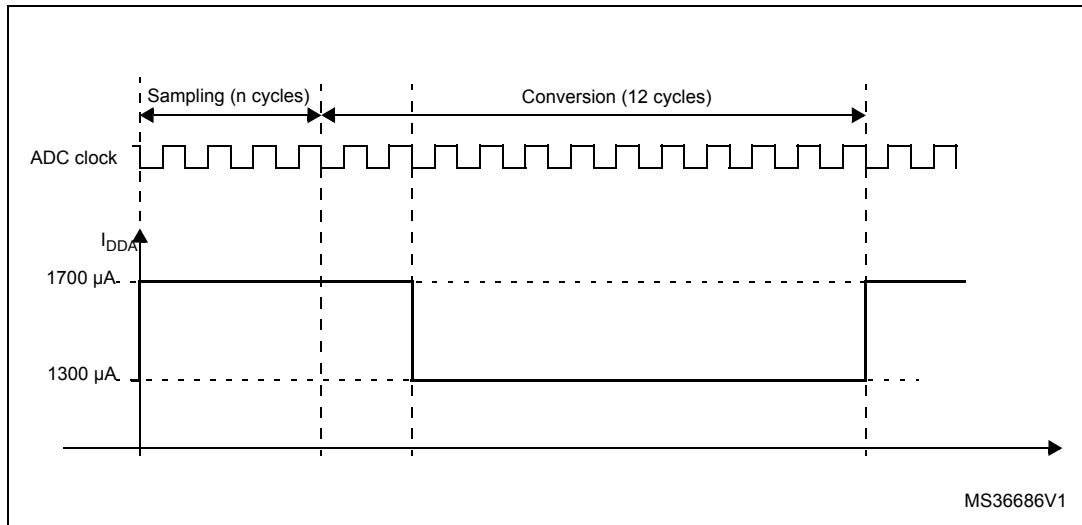 Sampling (n cycles)
Conversion (12 cycles)
ADC clock
IDDA
1700 µA
1300 µA
MS36686V1